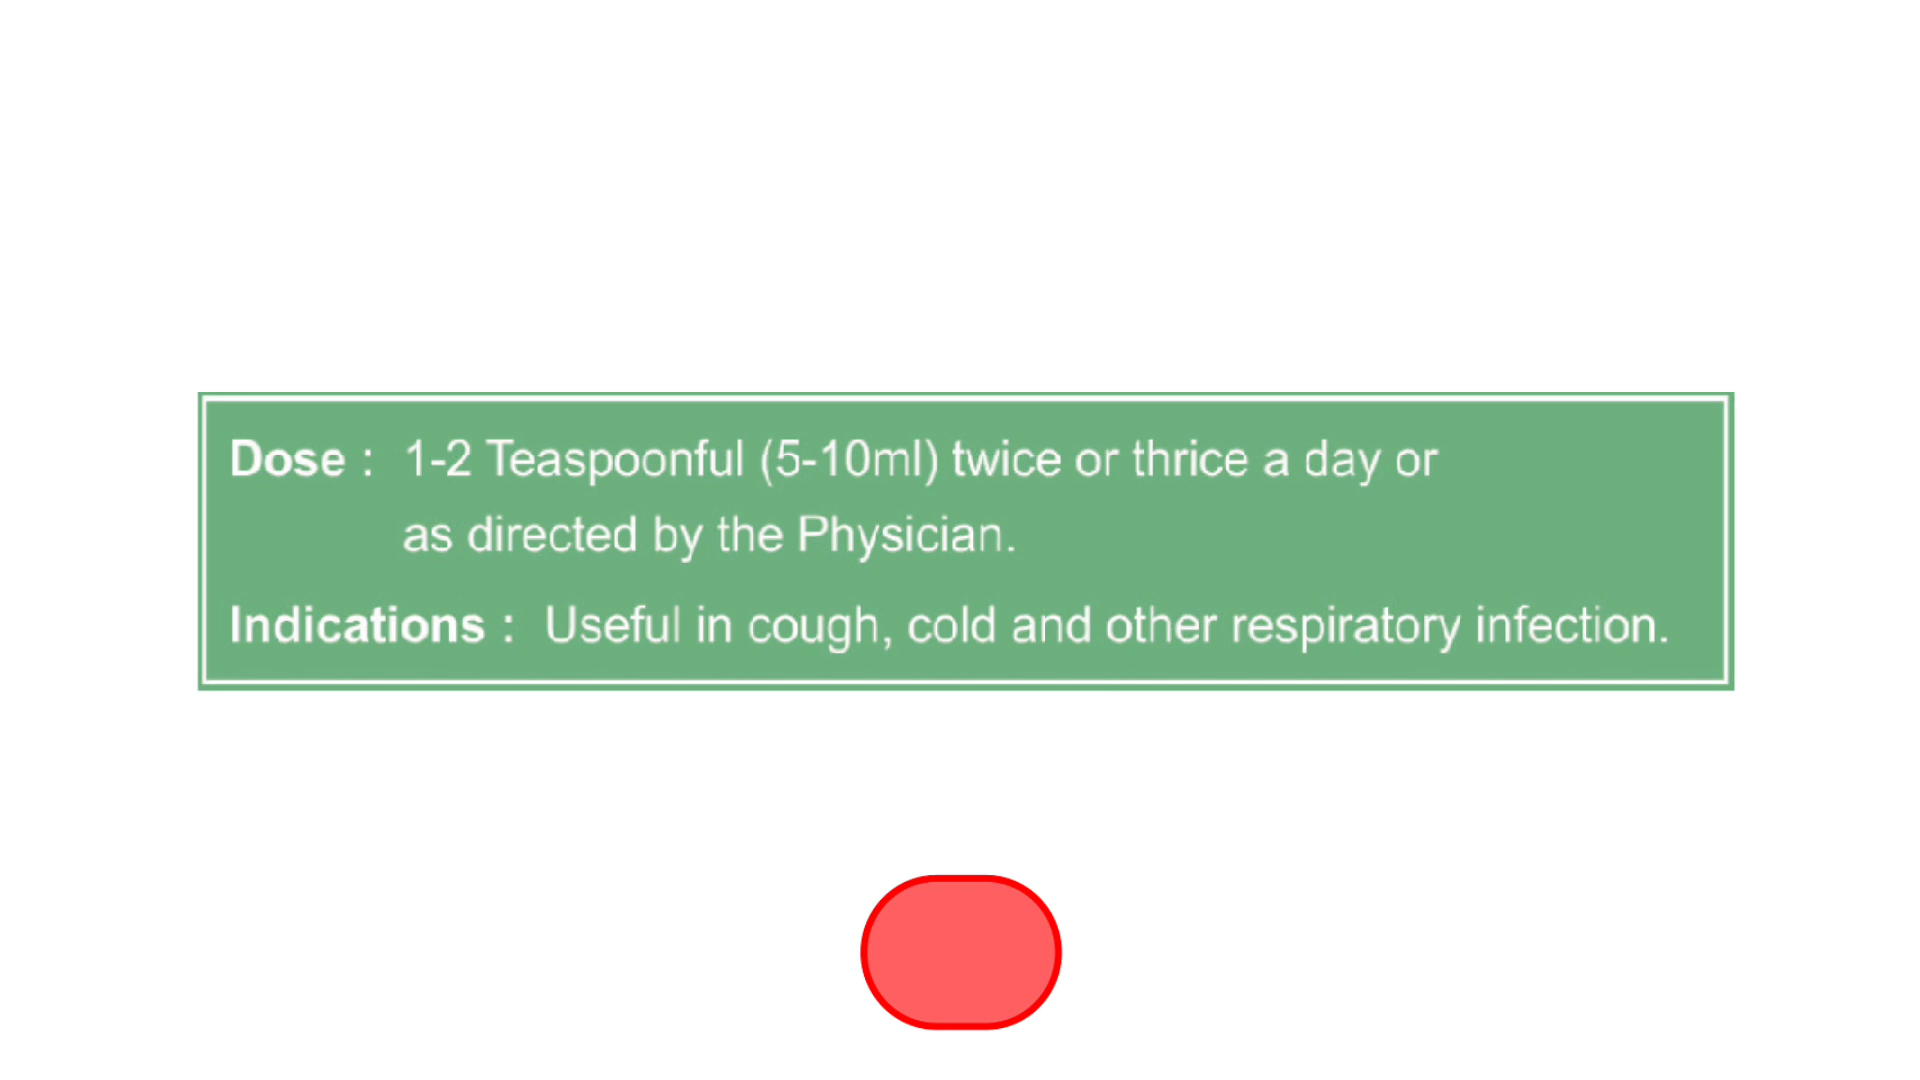 Dose : 1-2 Teaspoonful (5-10ml) twice or thrice a day or
as directed by the Physician.
Indications : Useful in cough, cold and other respiratory infection.